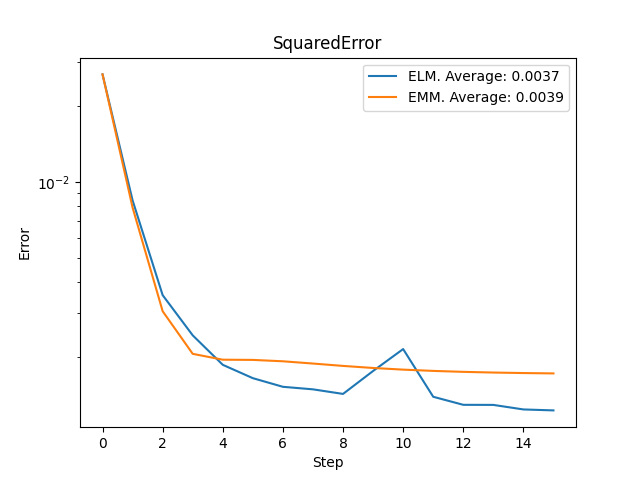 SquaredError
ELM. Average: 0.0037
EMM. Average: 0.0039
10⁻²
Error
0 2 4 6 8 10 12 14
Step